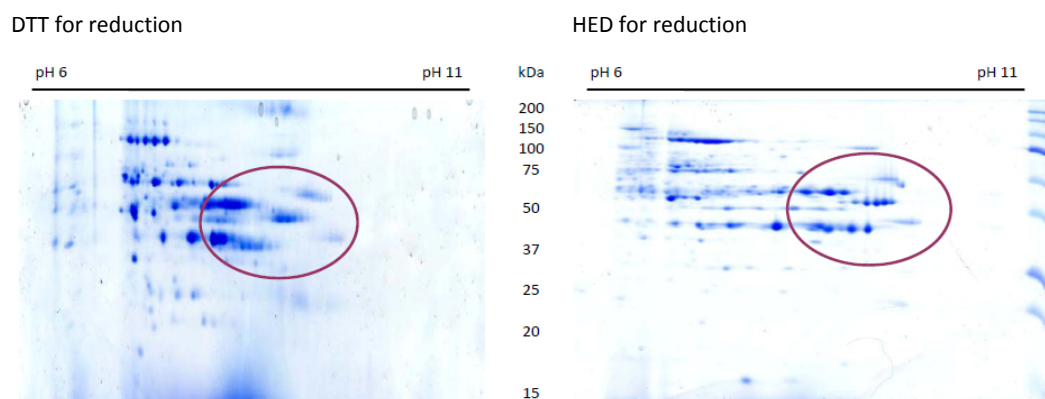 DTT for reduction
HED for reduction
pH 6
pH 11
kDa
pH 6
pH 11
200
150
100
75
50
37
25
20
15